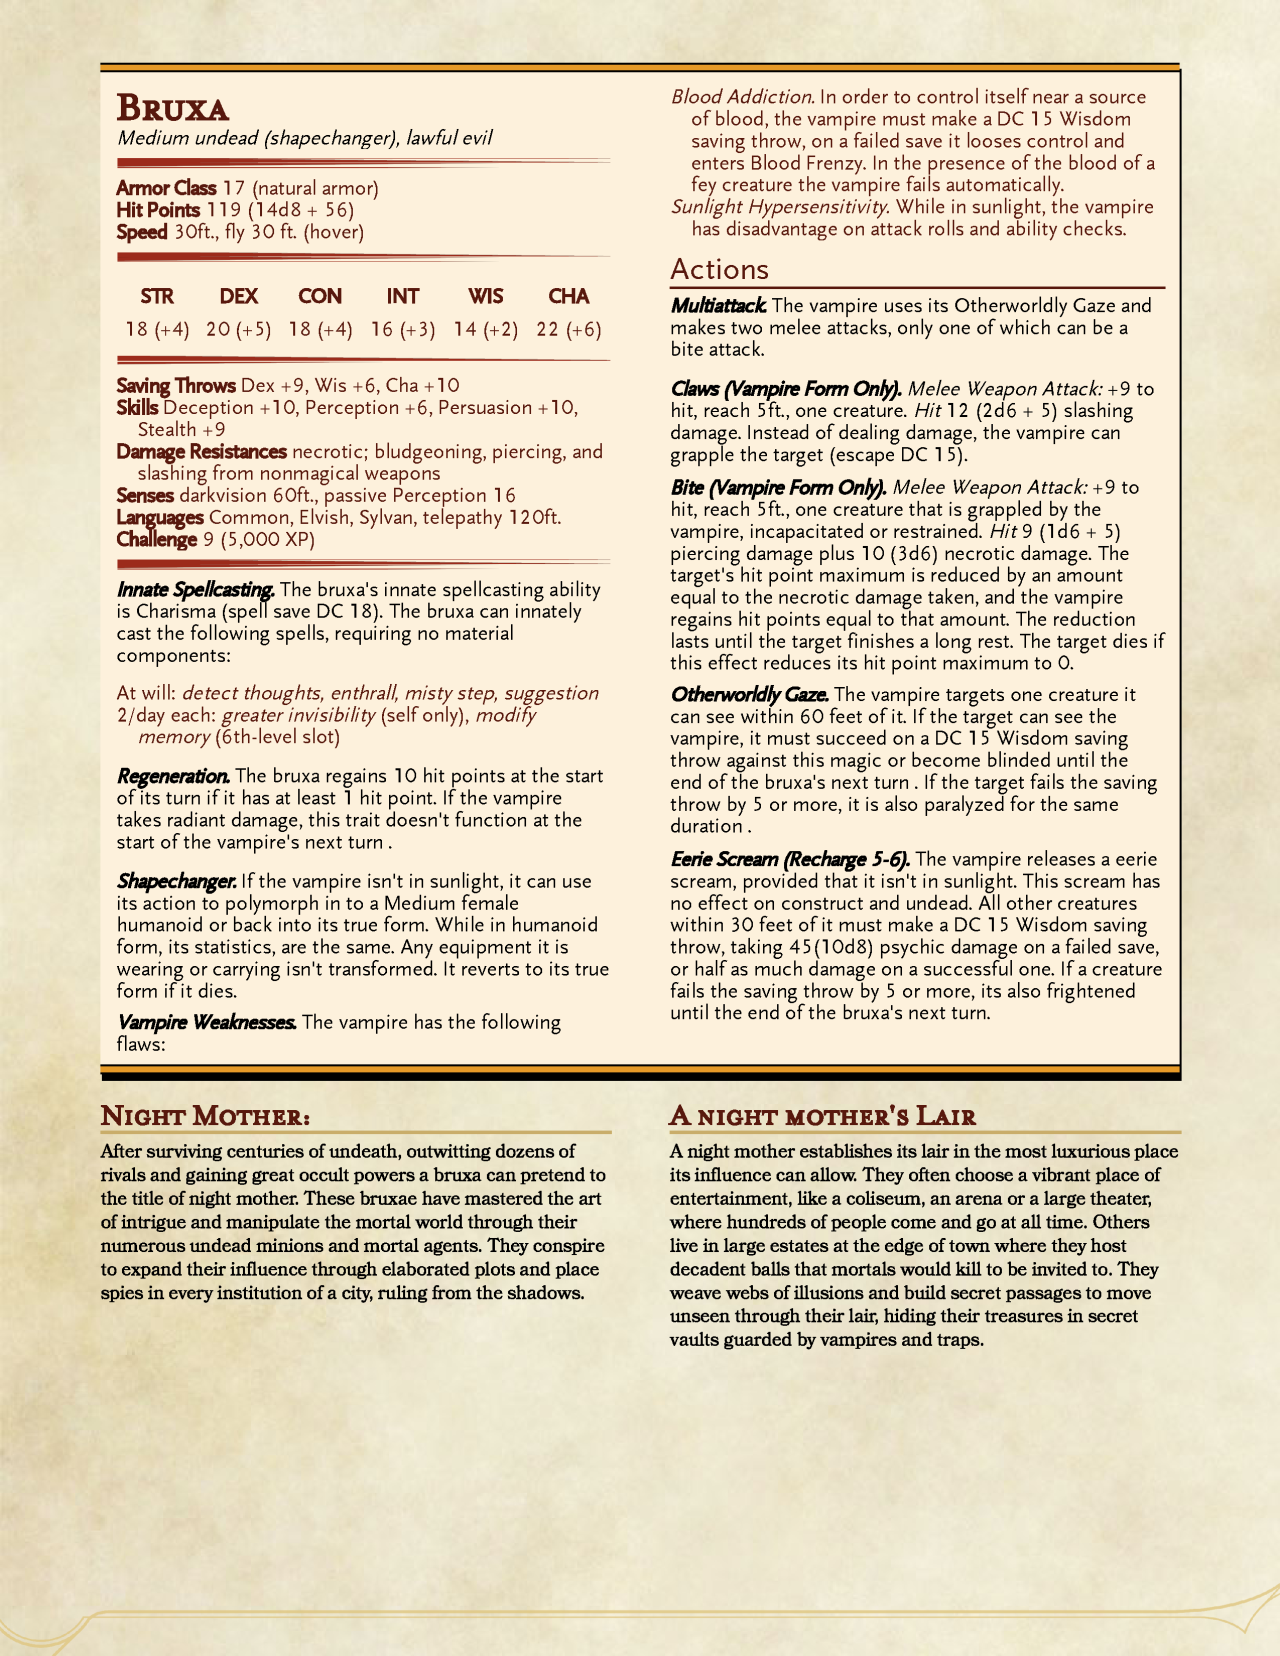 Bruxa
Medium undead (shapechanger), lawful evil
Armor Class 17 (natural armor)
Hit Points 119 (14d8 + 56)
Speed 30ft., fly 30 ft. (hover)
STR DEX CON INT WIS CHA
18 (+4) 20 (+5) 18 (+4) 16 (+3) 14 (+2) 22 (+6)
Saving Throws Dex +9, Wis +6, Cha +10
Skills Deception +10, Perception +6, Persuasion +10,
Stealth +9
Damage Resistances necrotic; bludgeoning, piercing, and
slashing from nonmagical weapons
Senses darkvision 60ft., passive Perception 16
Languages Common, Elvish, Sylvan, telepathy 120ft.
Challenge 9 (5,000 XP)
Innate Spellcasting. The bruxa's innate spellcasting ability
is Charisma (spell save DC 18). The bruxa can innately
cast the following spells, requiring no material
components:
At will: detect thoughts, enthrall, misty step, suggestion
2/day each: greater invisibility (self only), modify
memory (6th-level slot)
Regeneration. The bruxa regains 10 hit points at the start
of its turn if it has at least 1 hit point. If the vampire
takes radiant damage, this trait doesn't function at the
start of the vampire's next turn .
Shapechanger. If the vampire isn't in sunlight, it can use
its action to polymorph in to a Medium female
humanoid or back into its true form. While in humanoid
form, its statistics, are the same. Any equipment it is
wearing or carrying isn't transformed. It reverts to its true
form if it dies.
Vampire Weaknesses. The vampire has the following
flaws:
Blood Addiction. In order to control itself near a source
of blood, the vampire must make a DC 15 Wisdom
saving throw, on a failed save it looses control and
enters Blood Frenzy. In the presence of the blood of a
fey creature the vampire fails automatically.
Sunlight Hypersensitivity. While in sunlight, the vampire
has disadvantage on attack rolls and ability checks.
Actions
Multiattack. The vampire uses its Otherworldly Gaze and
makes two melee attacks, only one of which can be a
bite attack.
Claws (Vampire Form Only). Melee Weapon Attack: +9 to
hit, reach 5ft., one creature. Hit 12 (2d6 + 5) slashing
damage. Instead of dealing damage, the vampire can
grapple the target (escape DC 15).
Bite (Vampire Form Only). Melee Weapon Attack: +9 to
hit, reach 5ft., one creature that is grappled by the
vampire, incapacitated or restrained. Hit 9 (1d6 + 5)
piercing damage plus 10 (3d6) necrotic damage. The
target's hit point maximum is reduced by an amount
equal to the necrotic damage taken, and the vampire
regains hit points equal to that amount. The reduction
lasts until the target finishes a long rest. The target dies if
this effect reduces its hit point maximum to 0.
Otherworldly Gaze. The vampire targets one creature it
can see within 60 feet of it. If the target can see the
vampire, it must succeed on a DC 15 Wisdom saving
throw against this magic or become blinded until the
end of the bruxa's next turn . If the target fails the saving
throw by 5 or more, it is also paralyzed for the same
duration .
Eerie Scream (Recharge 5-6). The vampire releases a eerie
scream, provided that it isn't in sunlight. This scream has
no effect on construct and undead. All other creatures
within 30 feet of it must make a DC 15 Wisdom saving
throw, taking 45(10d8) psychic damage on a failed save,
or half as much damage on a successful one. If a creature
fails the saving throw by 5 or more, its also frightened
until the end of the bruxa's next turn.
Night Mother:
After surviving centuries of undeath, outwitting dozens of
rivals and gaining great occult powers a bruxa can pretend to
the title of night mother. These bruxae have mastered the art
of intrigue and manipulate the mortal world through their
numerous undead minions and mortal agents. They conspire
to expand their influence through elaborated plots and place
spies in every institution of a city, ruling from the shadows.
A night mother's Lair
A night mother establishes its lair in the most luxurious place
its influence can allow. They often choose a vibrant place of
entertainment, like a coliseum, an arena or a large theater,
where hundreds of people come and go at all time. Others
live in large estates at the edge of town where they host
decadent balls that mortals would kill to be invited to. They
weave webs of illusions and build secret passages to move
unseen through their lair, hiding their treasures in secret
vaults guarded by vampires and traps.